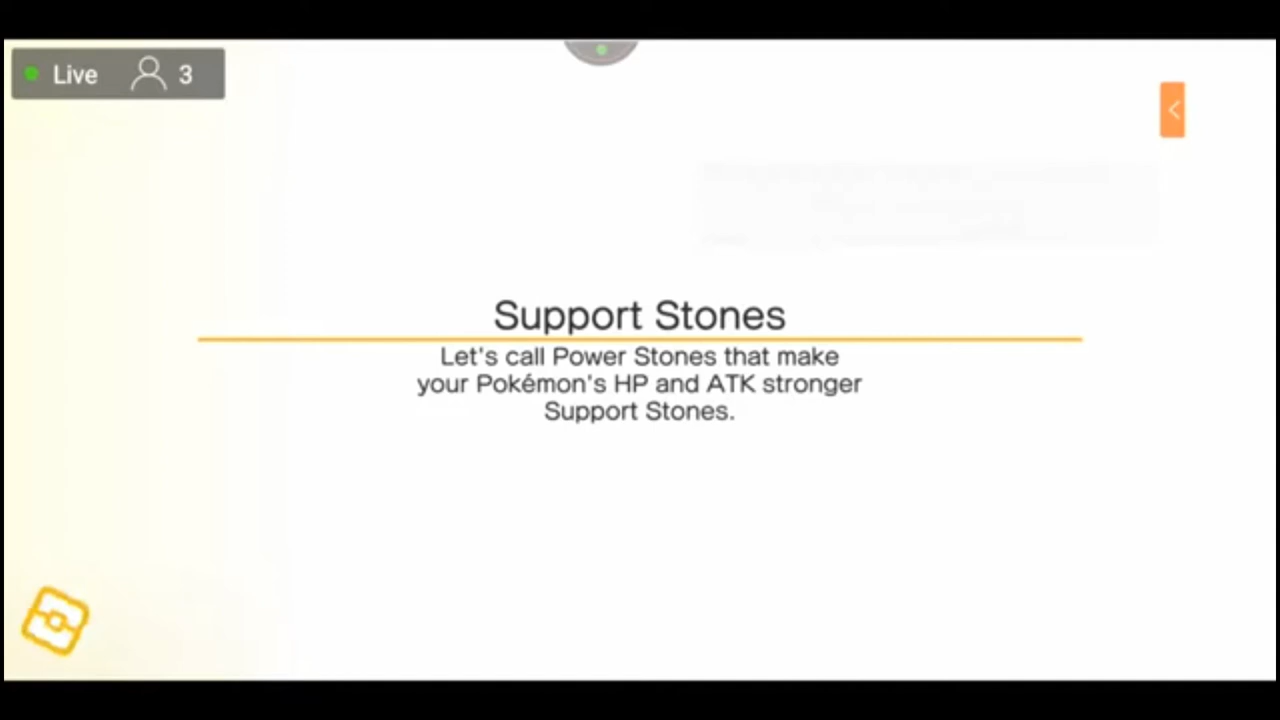 Live 3
Support Stones
Let's call Power Stones that make
your Pokémon's HP and ATK stronger
Support Stones.